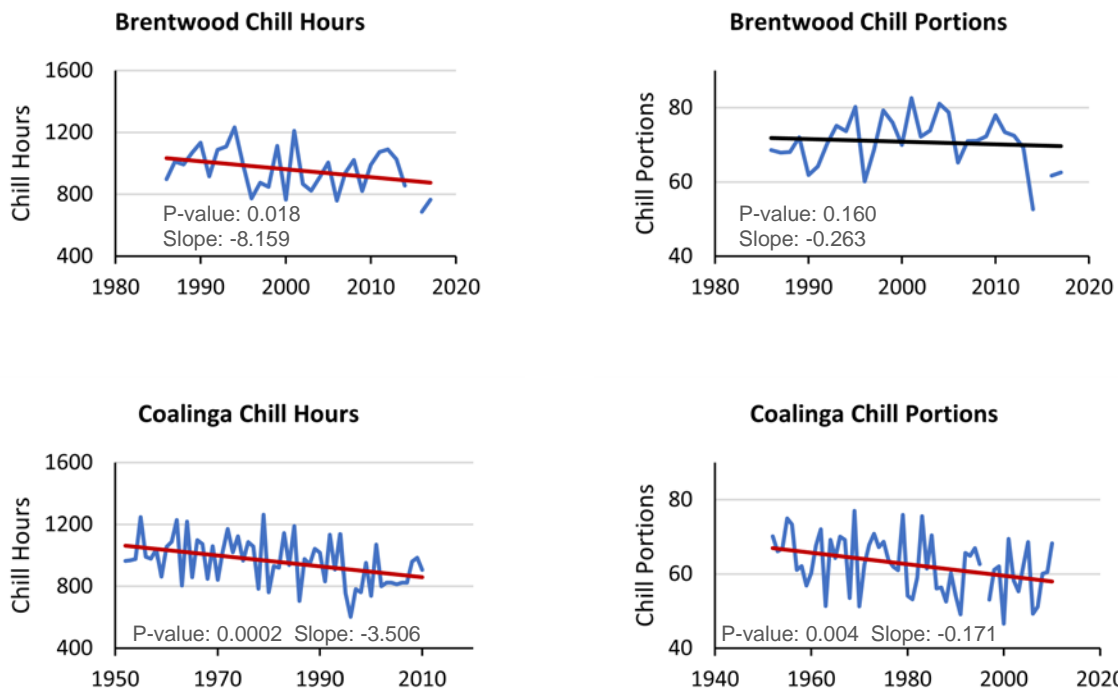 Brentwood Chill Hours
Chill Hours
1600
1200
800
400
P-value: 0.018
Slope: -8.159
1980 1990 2000 2010 2020
Brentwood Chill Portions
Chill Portions
80
60
40
P-value: 0.160
Slope: -0.263
1980 1990 2000 2010 2020
Coalinga Chill Hours
Chill Hours
1600
1200
800
400
P-value: 0.0002 Slope: -3.506
1950 1970 1990 2010
Coalinga Chill Portions
Chill Portions
80
60
40
P-value: 0.004 Slope: -0.171
1940 1960 1980 2000 2020